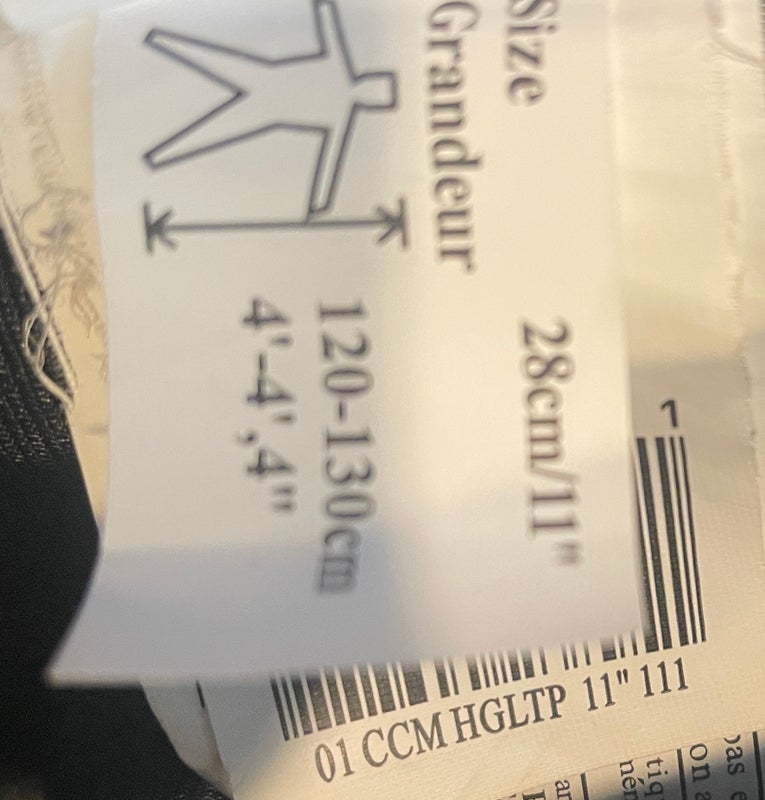 Size 28cm/11"
Grandeur
120-130cm
4'-4',4"
01 CCM HGLTP 11" 111